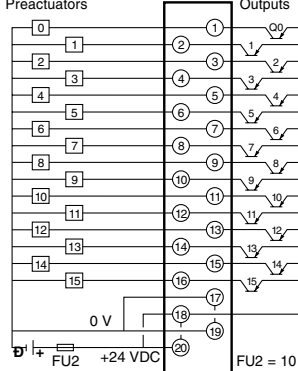 Preactuators Outputs
0 1 Q0
1 2 1
2 3 2
3 4 3
4 5 4
5 6 5
6 7 6
7 8 7
8 9 8
9 10 9
10 11 10
11 12 11
12 13 12
13 14 13
14 15 14
15 16 15
17
18
0 V 19
Ð + 20
FU2 +24 VDC FU2 = 10